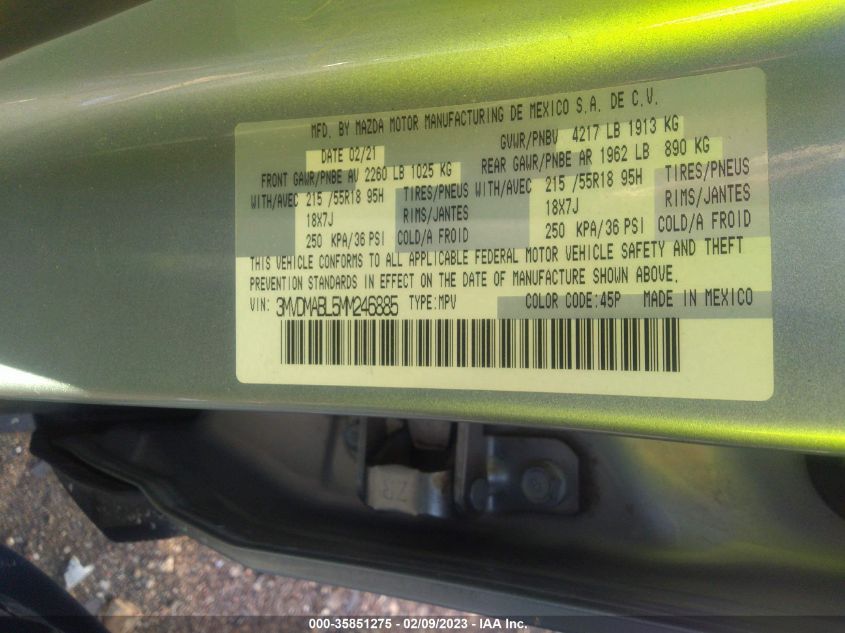 MFD. BY MAZDA MOTOR MANUFACTURING DE MEXICO S.A. DE C.V.
DATE 02/21 GVWR/PNBV 4217 LB 1913 KG
FRONT GAWR/PNBE AV 2260 LB 1025 KG REAR GAWR/PNBE AR 1962 LB 890 KG
WITH/AVEC 215 /55R18 95H TIRES/PNEUS WITH/AVEC 215 /55R18 95H TIRES/PNEUS
18X7J RIMS/JANTES 18X7J RIMS/JANTES
250 KPA/36 PSI COLD/A FROID 250 KPA/36 PSI COLD/A FROID
THIS VEHICLE CONFORMS TO ALL APPLICABLE FEDERAL MOTOR VEHICLE SAFETY AND THEFT
PREVENTION STANDARDS IN EFFECT ON THE DATE OF MANUFACTURE SHOWN ABOVE.
VIN: 3MVDMABL5MM246885 TYPE:MPV COLOR CODE:45P MADE IN MEXICO
000-35851275 - 02/09/2023 - IAA Inc.